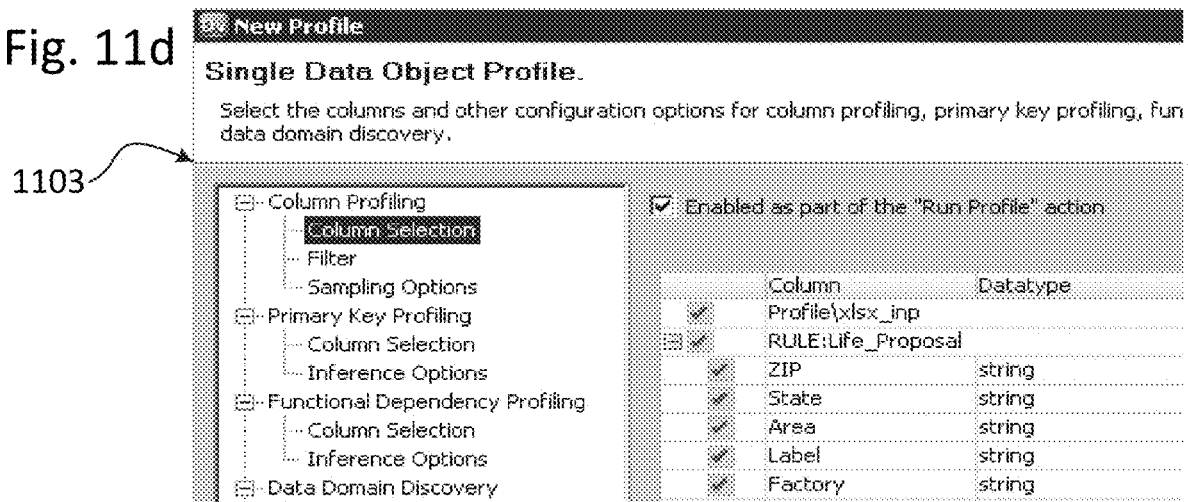 Fig. 11d
New Profile
Single Data Object Profile.
Select the columns and other configuration options for column profiling, primary key profiling, fun
data domain discovery.
1103
Column Profiling
Column Selection
Filter
Sampling Options
Primary Key Profiling
Column Selection
Inference Options
Functional Dependency Profiling
Column Selection
Inference Options
Data Domain Discovery
Enabled as part of the "Run Profile" action
Column Datatype
Profile\xlsx_inp
RULE:Life_Proposal
ZIP string
State string
Area string
Label string
Factory string